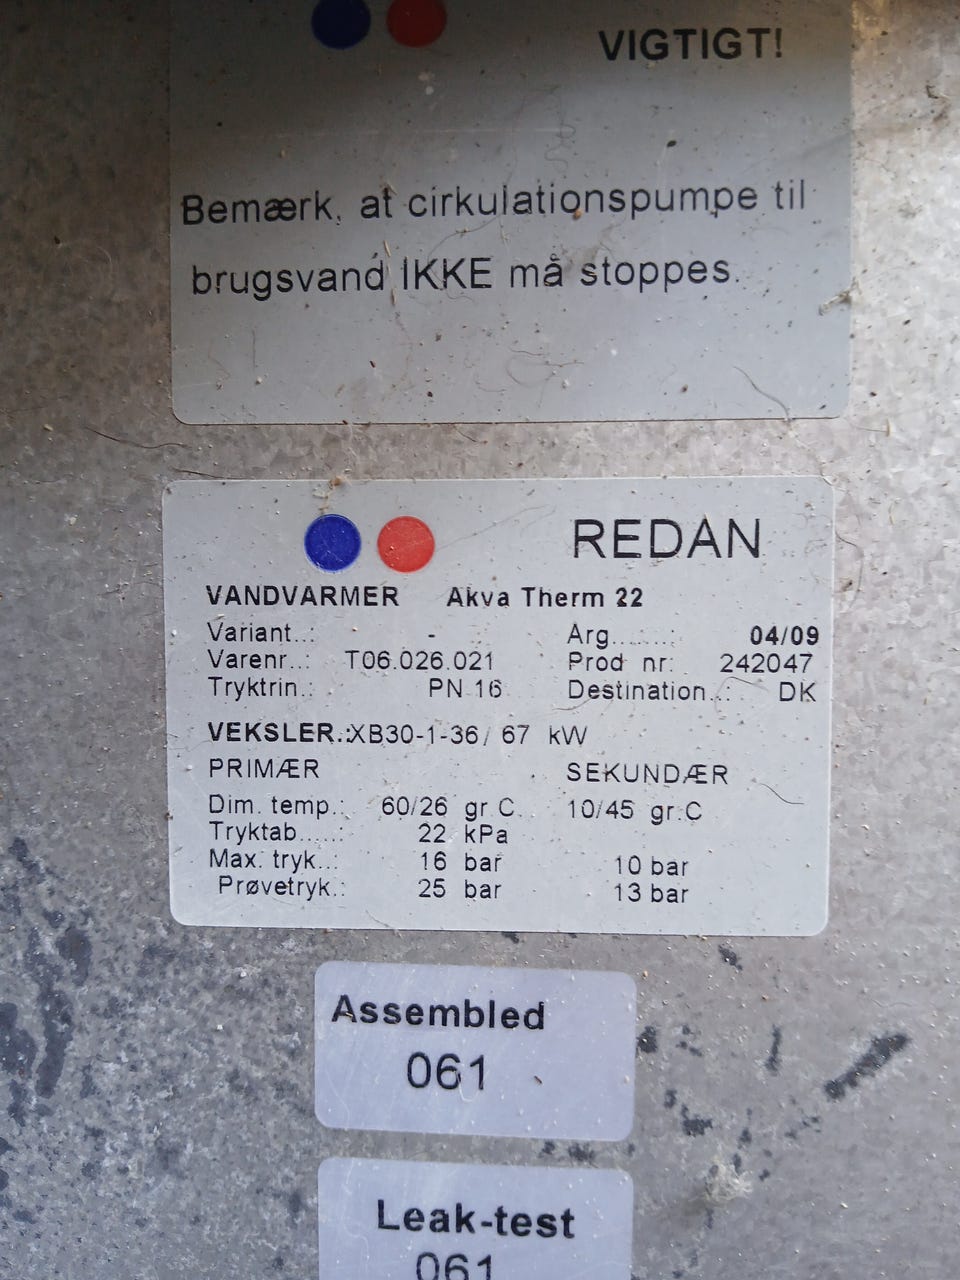 VIGTIGT!
Bemærk, at cirkulationspumpe til
brugsvand IKKE må stoppes.
REDAN
VANDVARMER Akva Therm 22
Variant..: - Årg......: 04/09
Varenr..: T06.026.021 Prod nr: 242047
Tryktrin.: PN 16 Destination..: DK
VEKSLER.:XB30-1-36/ 67 kW
PRIMÆR SEKUNDÆR
Dim. temp.: 60/26 gr.C. 10/45 gr.C
Tryktab.....: 22 kPa
Max. tryk..: 16 bar 10 bar
Prøvetryk.: 25 bar 13 bar
Assembled
061
Leak-test
061